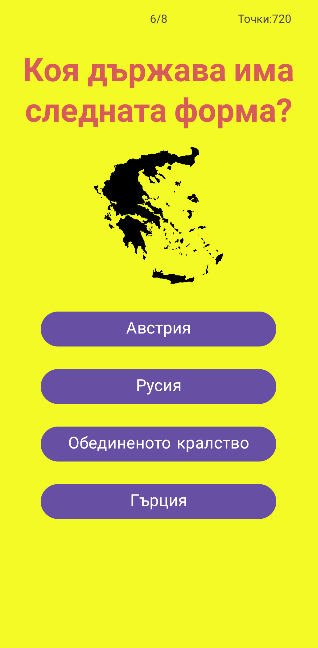 6/8 Точки:720
Коя държава има
следната форма?
Австрия
Русия
Обединеното кралство
Гърция